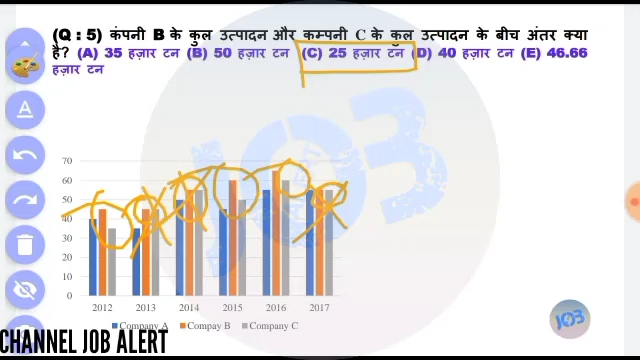 (Q : 5) कंपनी B के कुल उत्पादन और कम्पनी C के कुल उत्पादन के बीच अंतर क्या
है? (A) 35 हज़ार टन (B) 50 हज़ार टन (C) 25 हज़ार टन (D) 40 हज़ार टन (E) 46.66
हज़ार टन
JOB
70
60
50
40
30
20
10
0
2012 2013 2014 2015 2016 2017
Company A Compay B Company C
JOB
CHANNEL JOB ALERT